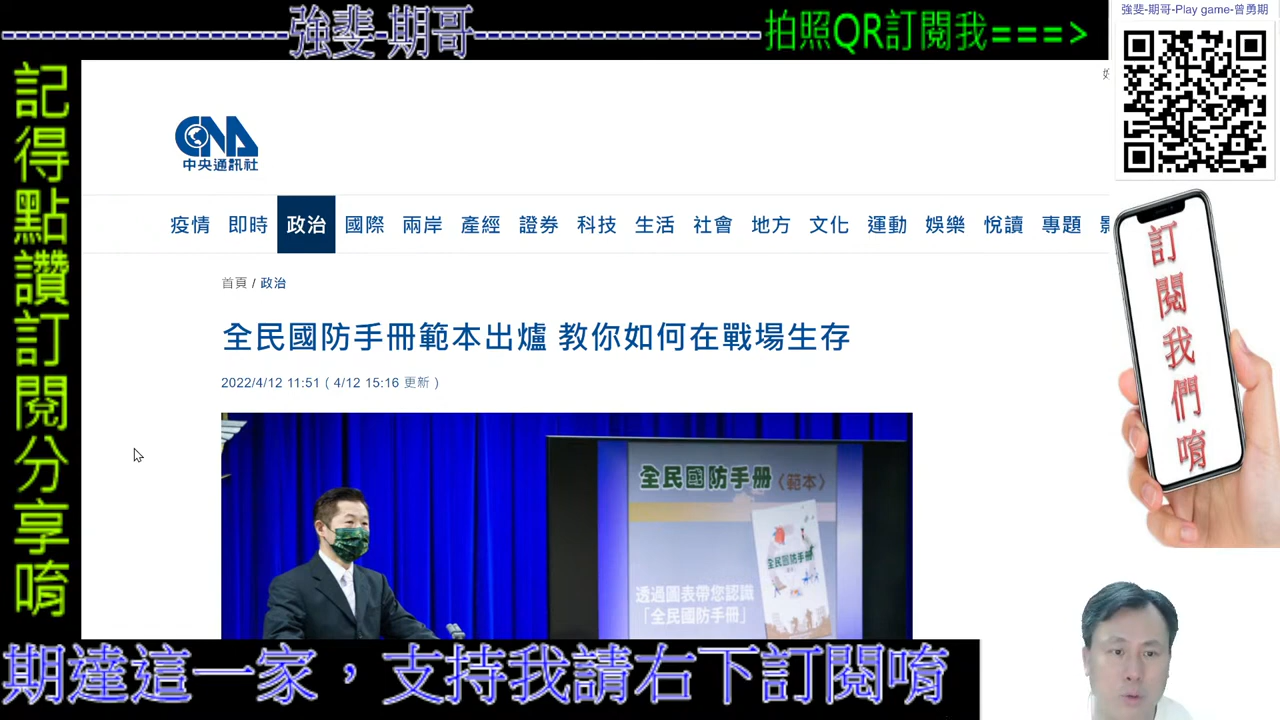 ---------------------強斐-期哥---------------------
拍照QR訂閱我===>
強斐-期哥-Play game-曾勇期
記得點讚訂閱分享唷
CNA
中央通訊社
疫情 即時 政治 國際 兩岸 產經 證券 科技 生活 社會 地方 文化 運動 娛樂 悅讀 專題
首頁 / 政治
全民國防手冊範本出爐 教你如何在戰場生存
2022/4/12 11:51 ( 4/12 15:16 更新 )
全民國防手冊〈範本〉
全民國防手冊
透過圖表帶您認識
「全民國防手冊」
訂閱我們唷
期達這一家，支持我請右下訂閱唷